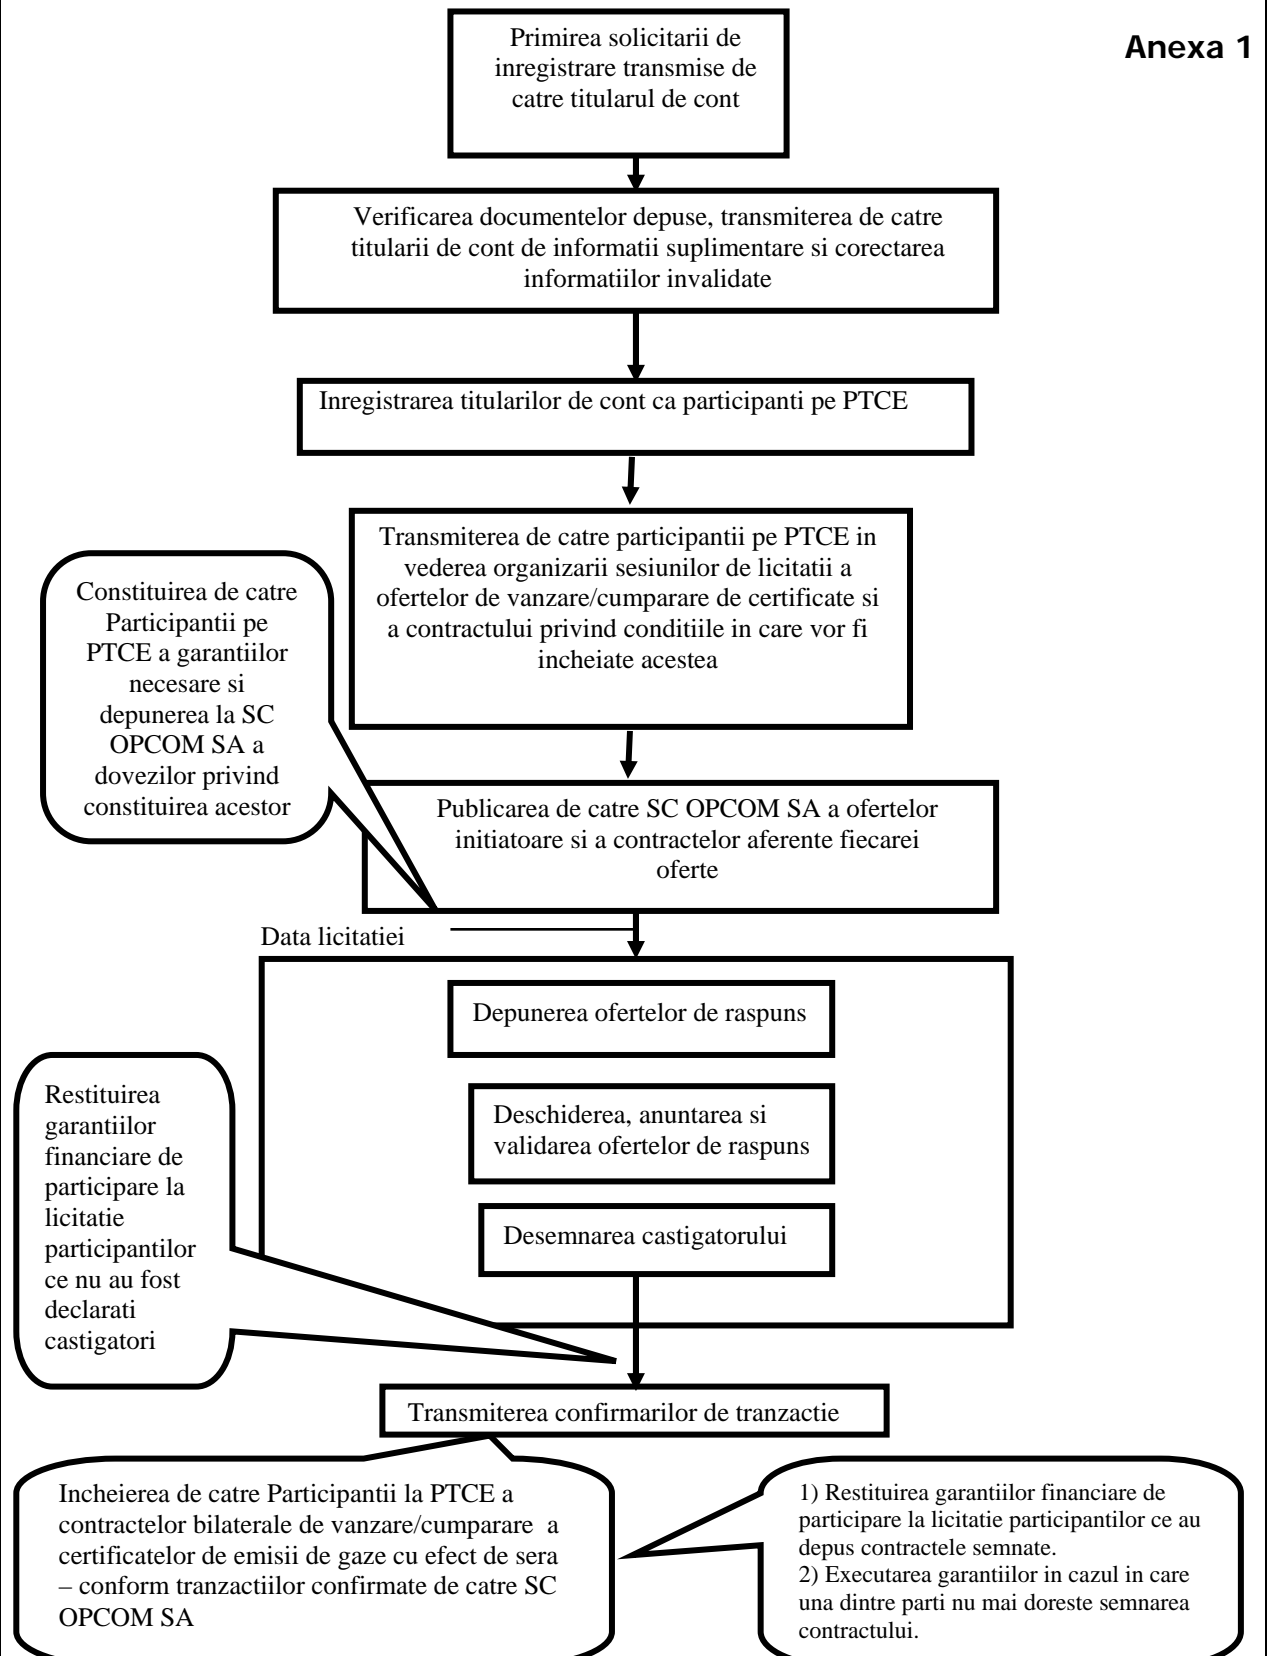 Anexa 1
Primirea solicitarii de
inregistrare transmise de
catre titularul de cont
Verificarea documentelor depuse, transmiterea de catre
titularii de cont de informatii suplimentare si corectarea
informatiilor invalidate
Inregistrarea titularilor de cont ca participanti pe PTCE
Transmiterea de catre participantii pe PTCE in
vederea organizarii sesiunilor de licitatii a
ofertelor de vanzare/cumparare de certificate si
a contractului privind conditiile in care vor fi
incheiate acestea
Constituirea de catre
Participantii pe
PTCE a garantiilor
necesare si
depunerea la SC
OPCOM SA a
dovezilor privind
constituirea acestor
Publicarea de catre SC OPCOM SA a ofertelor
initiatoare si a contractelor aferente fiecarei
oferte
Data licitatiei
Depunerea ofertelor de raspuns
Deschiderea, anuntarea si
validarea ofertelor de raspuns
Desemnarea castigatorului
Restituirea
garantiilor
financiare de
participare la
licitatie
participantilor
ce nu au fost
declarati
castigatori
Transmiterea confirmarilor de tranzactie
Incheierea de catre Participantii la PTCE a
contractelor bilaterale de vanzare/cumparare a
certificatelor de emisii de gaze cu efect de sera
– conform tranzactiilor confirmate de catre SC
OPCOM SA
1) Restituirea garantiilor financiare de
participare la licitatie participantilor ce au
depus contractele semnate.
2) Executarea garantiilor in cazul in care
una dintre parti nu mai doreste semnarea
contractului.